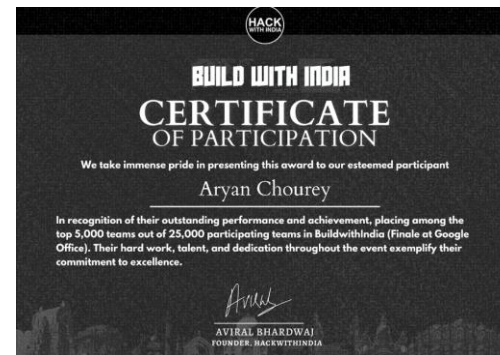 HACK
WITH INDIA
BUILD WITH INDIA
CERTIFICATE
OF PARTICIPATION
We take immense pride in presenting this award to our esteemed participant
Aryan Chourey
In recognition of their outstanding performance and achievement, placing among the
top 5,000 teams out of 25,000 participating teams in BuildwithIndia (Finale at Google
Office). Their hard work, talent, and dedication throughout the event exemplify their
commitment to excellence.
Aviral
AVIRAL BHARDWAJ
FOUNDER, HACKWITHINDIA